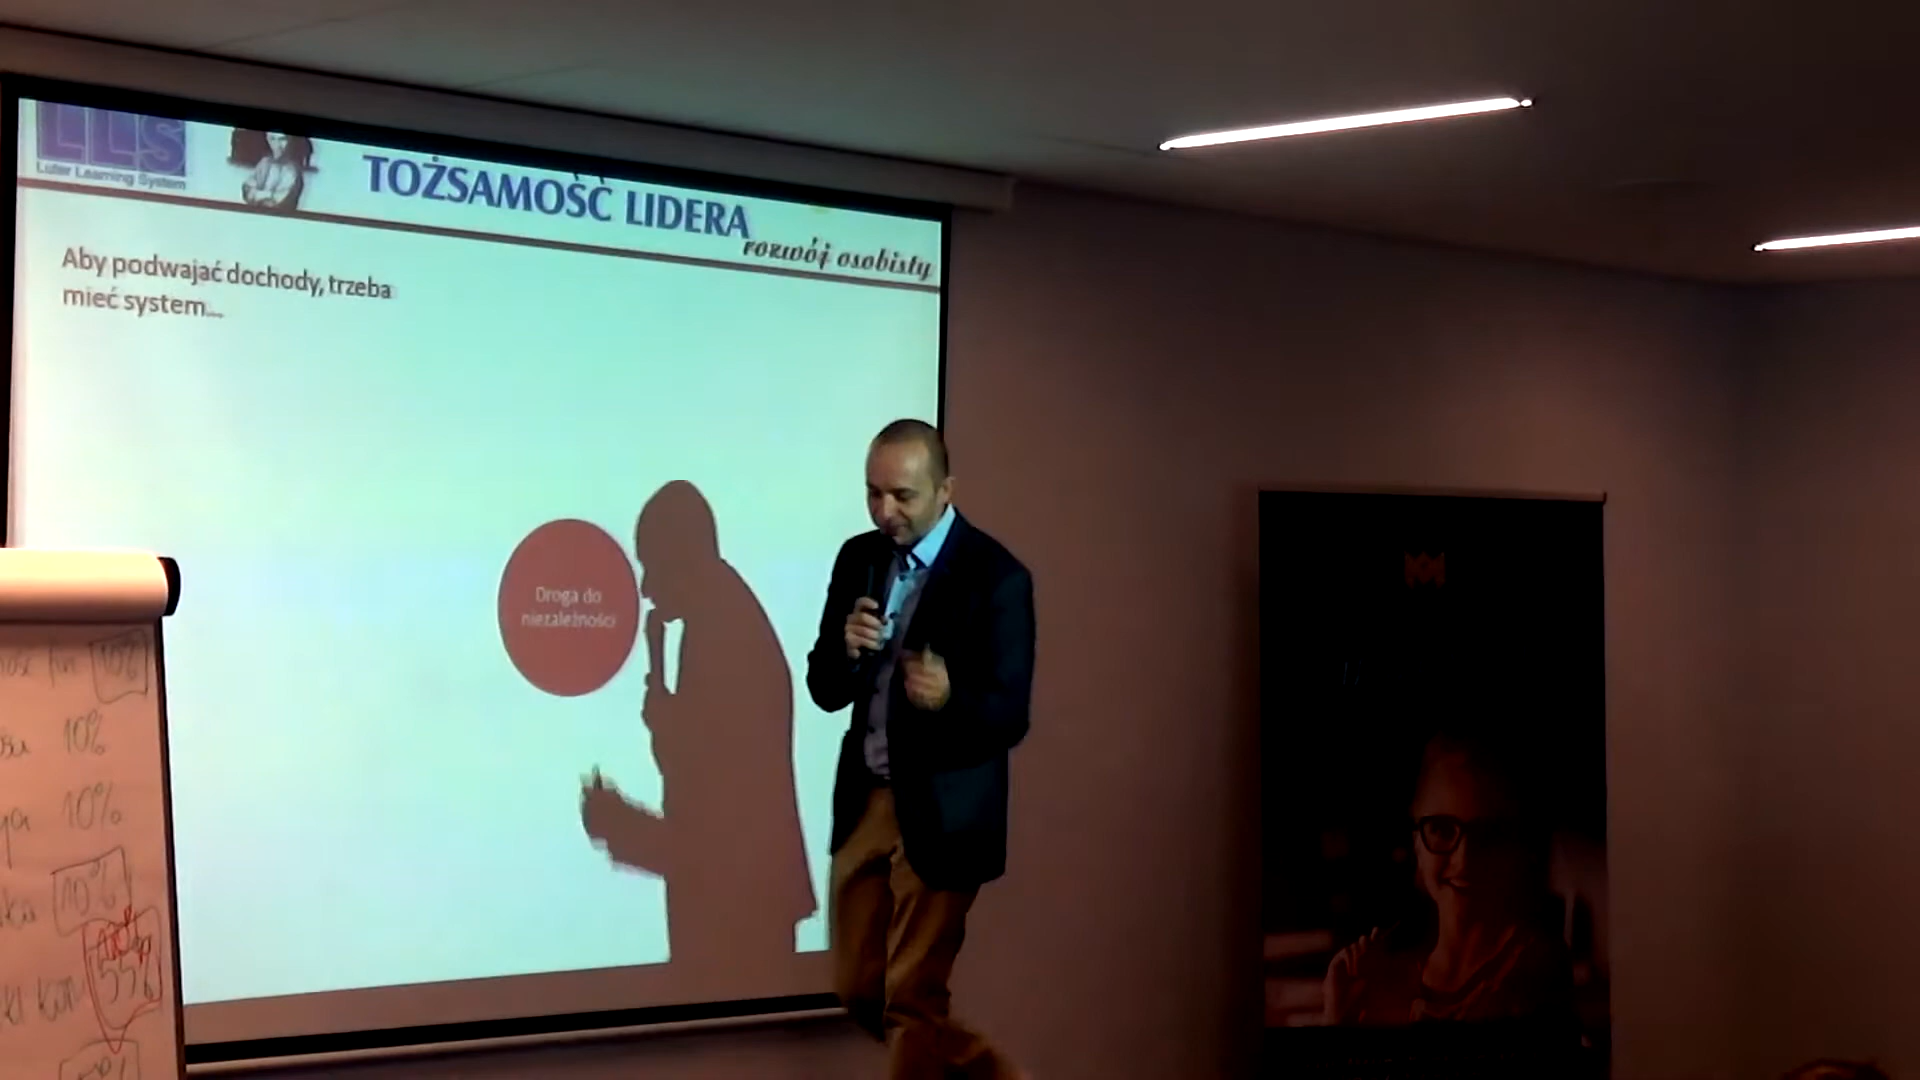 LLS
Luter Learning System
TOŻSAMOŚĆ LIDERA
rozwój osobisty
Aby podwajać dochody, trzeba
mieć system...
Droga do
niezależności
10%
10%
10%
10%
55%